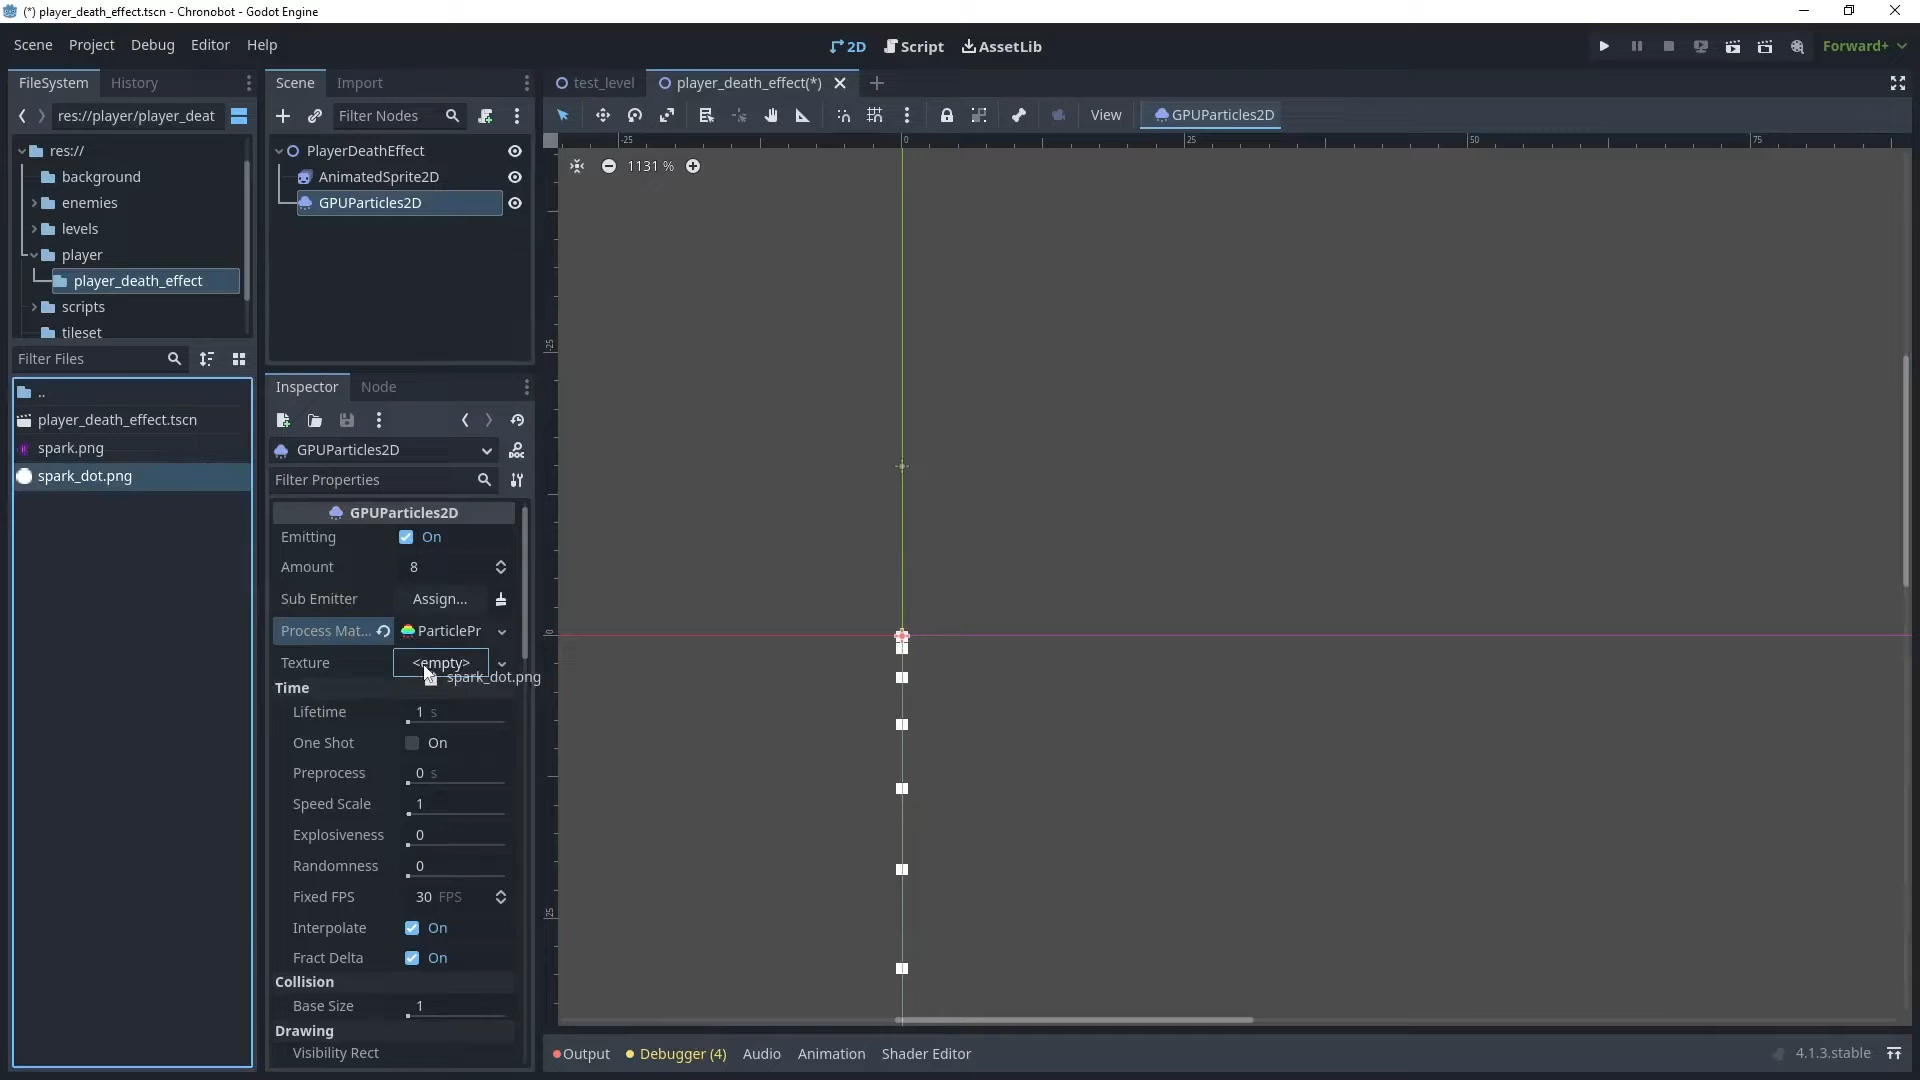 (*) player_death_effect.tscn - Chronobot - Godot Engine
Scene Project Debug Editor Help
2D Script AssetLib
Forward+
FileSystem History
Scene Import
test_level player_death_effect(*)
res://player/player_deat
Filter Nodes
View GPUParticles2D
res://
background
enemies
levels
player
player_death_effect
scripts
tileset
PlayerDeathEffect
AnimatedSprite2D
GPUParticles2D
-25 0 25 50 75
1131 %
-25
0
25
Filter Files
..
player_death_effect.tscn
spark.png
spark_dot.png
Inspector Node
GPUParticles2D
DOC
Filter Properties
GPUParticles2D
Emitting On
Amount 8
Sub Emitter Assign...
Process Mat... ParticlePr
Texture <empty>
spark_dot.png
Time
Lifetime 1 s
One Shot On
Preprocess 0 s
Speed Scale 1
Explosiveness 0
Randomness 0
Fixed FPS 30 FPS
Interpolate On
Fract Delta On
Collision
Base Size 1
Drawing
Visibility Rect
Output Debugger (4) Audio Animation Shader Editor
4.1.3.stable